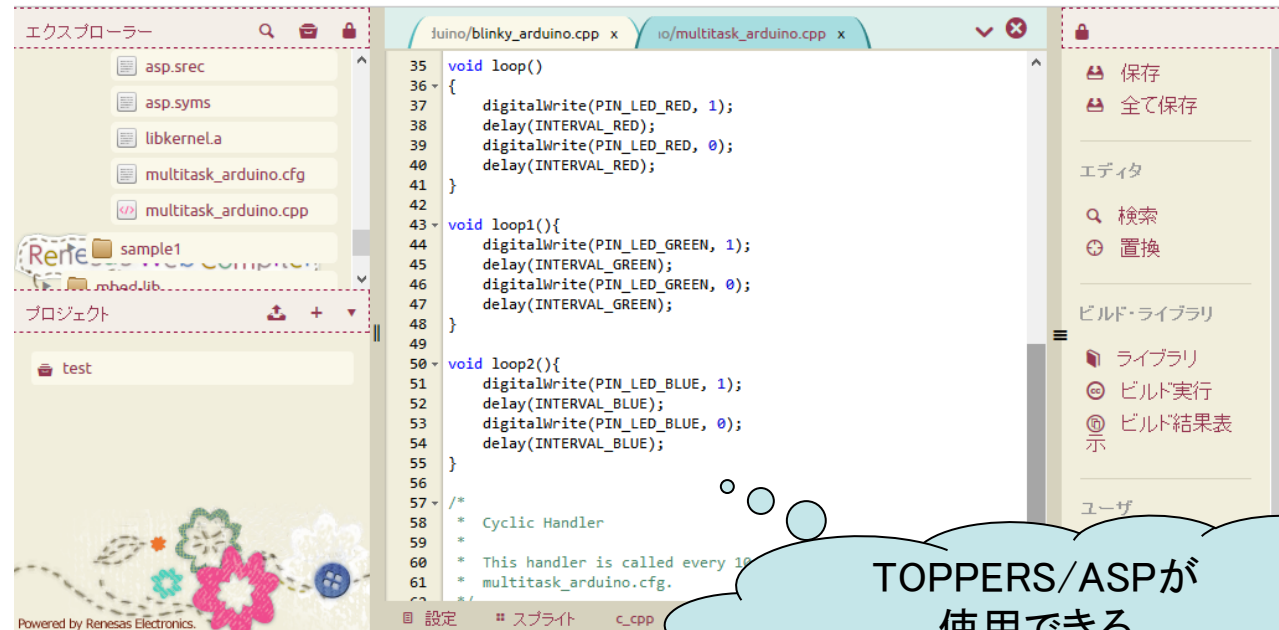 エクスプローラー
asp.srec
asp.syms
libkernel.a
multitask_arduino.cfg
multitask_arduino.cpp
sample1
mbed-lib
プロジェクト
test
Powered by Renesas Electronics.
duino/blinky_arduino.cpp x
io/multitask_arduino.cpp x
35 void loop()
36 {
37 digitalWrite(PIN_LED_RED, 1);
38 delay(INTERVAL_RED);
39 digitalWrite(PIN_LED_RED, 0);
40 delay(INTERVAL_RED);
41 }
42
43 void loop1(){
44 digitalWrite(PIN_LED_GREEN, 1);
45 delay(INTERVAL_GREEN);
46 digitalWrite(PIN_LED_GREEN, 0);
47 delay(INTERVAL_GREEN);
48 }
49
50 void loop2(){
51 digitalWrite(PIN_LED_BLUE, 1);
52 delay(INTERVAL_BLUE);
53 digitalWrite(PIN_LED_BLUE, 0);
54 delay(INTERVAL_BLUE);
55 }
56
57 /*
58 * Cyclic Handler
59 *
60 * This handler is called every
61 * multitask_arduino.cfg.
設定 スプライト c_cpp
保存
全て保存
エディタ
検索
置換
ビルド・ライブラリ
ライブラリ
ビルド実行
ビルド結果表
示
ユーザ
TOPPERS/ASPが
使用できる